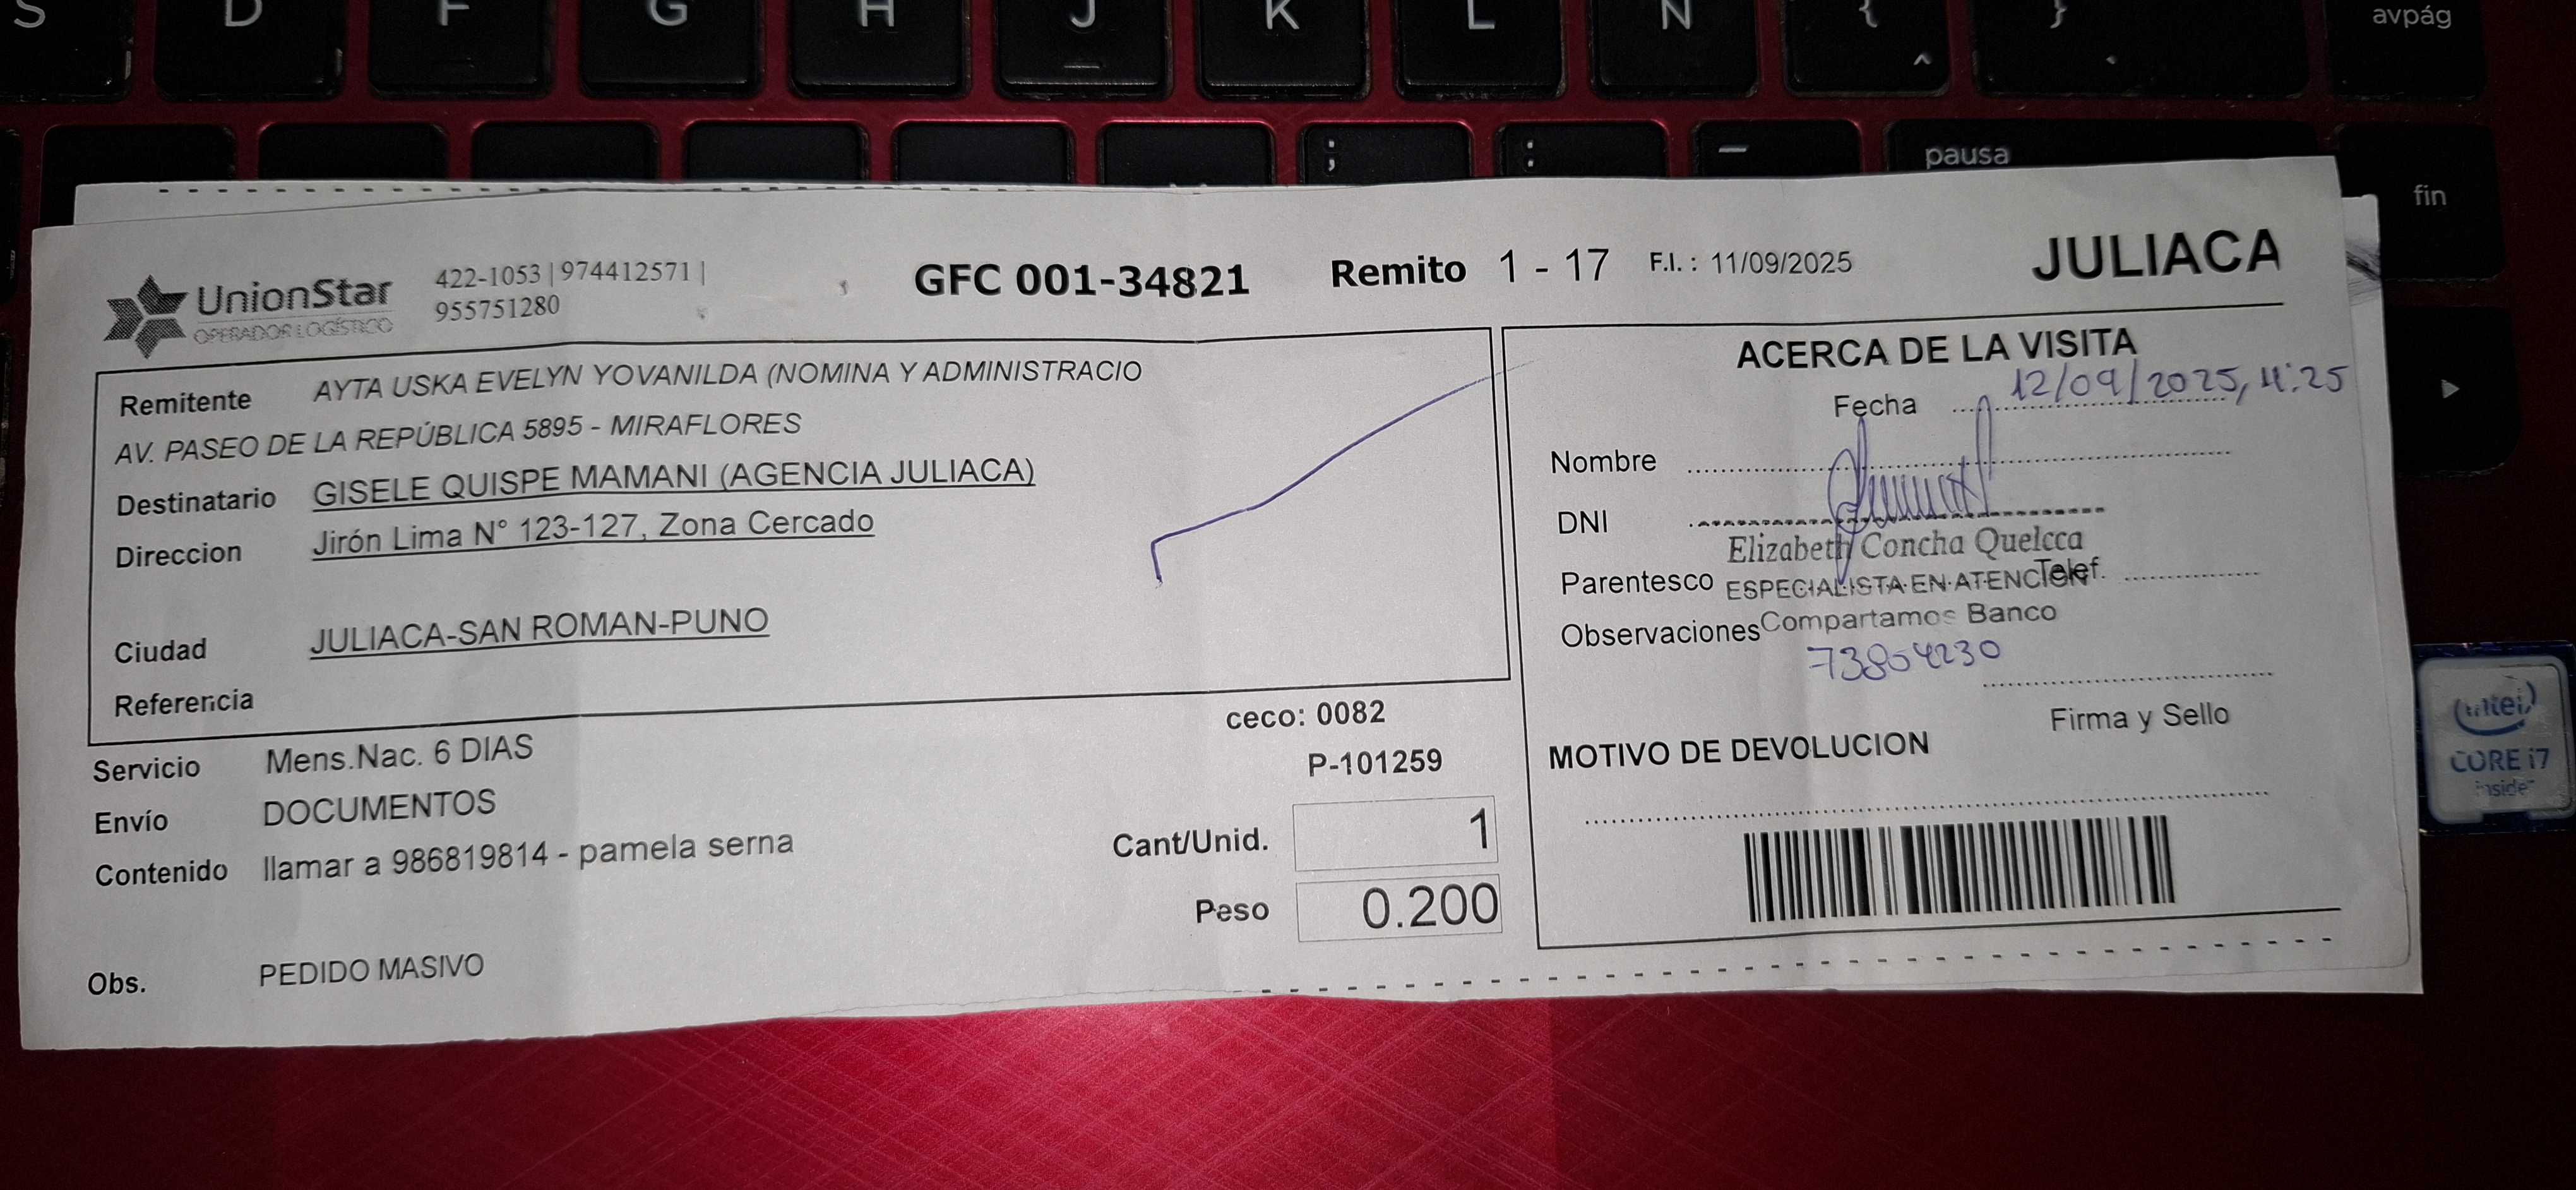 S D F G H J K L Ñ { ^ } avpág
; : _ pausa
fin
UnionStar
OPERADOR LOGÍSTICO
422-1053 | 974412571 |
955751280
GFC 001-34821 Remito 1 - 17 F.I. : 11/09/2025 JULIACA
Remitente AYTA USKA EVELYN YOVANILDA (NOMINA Y ADMINISTRACIO
AV. PASEO DE LA REPÚBLICA 5895 - MIRAFLORES
Destinatario GISELE QUISPE MAMANI (AGENCIA JULIACA)
Direccion Jirón Lima N° 123-127, Zona Cercado
Ciudad JULIACA-SAN ROMAN-PUNO
Referencia
ceco: 0082
Servicio Mens.Nac. 6 DIAS
P-101259
Envío DOCUMENTOS
Cant/Unid. 1
Contenido llamar a 986819814 - pamela serna
Peso 0.200
Obs. PEDIDO MASIVO
ACERCA DE LA VISITA
Fecha 12/09/2025, 11:25
Nombre
DNI
Elizabeth Concha Quelcca
Parentesco ESPECIALISTA EN ATENCIÓN Telef.
Observaciones Compartamos Banco
73804230
Firma y Sello
MOTIVO DE DEVOLUCION
(intel)
CORE i7
inside